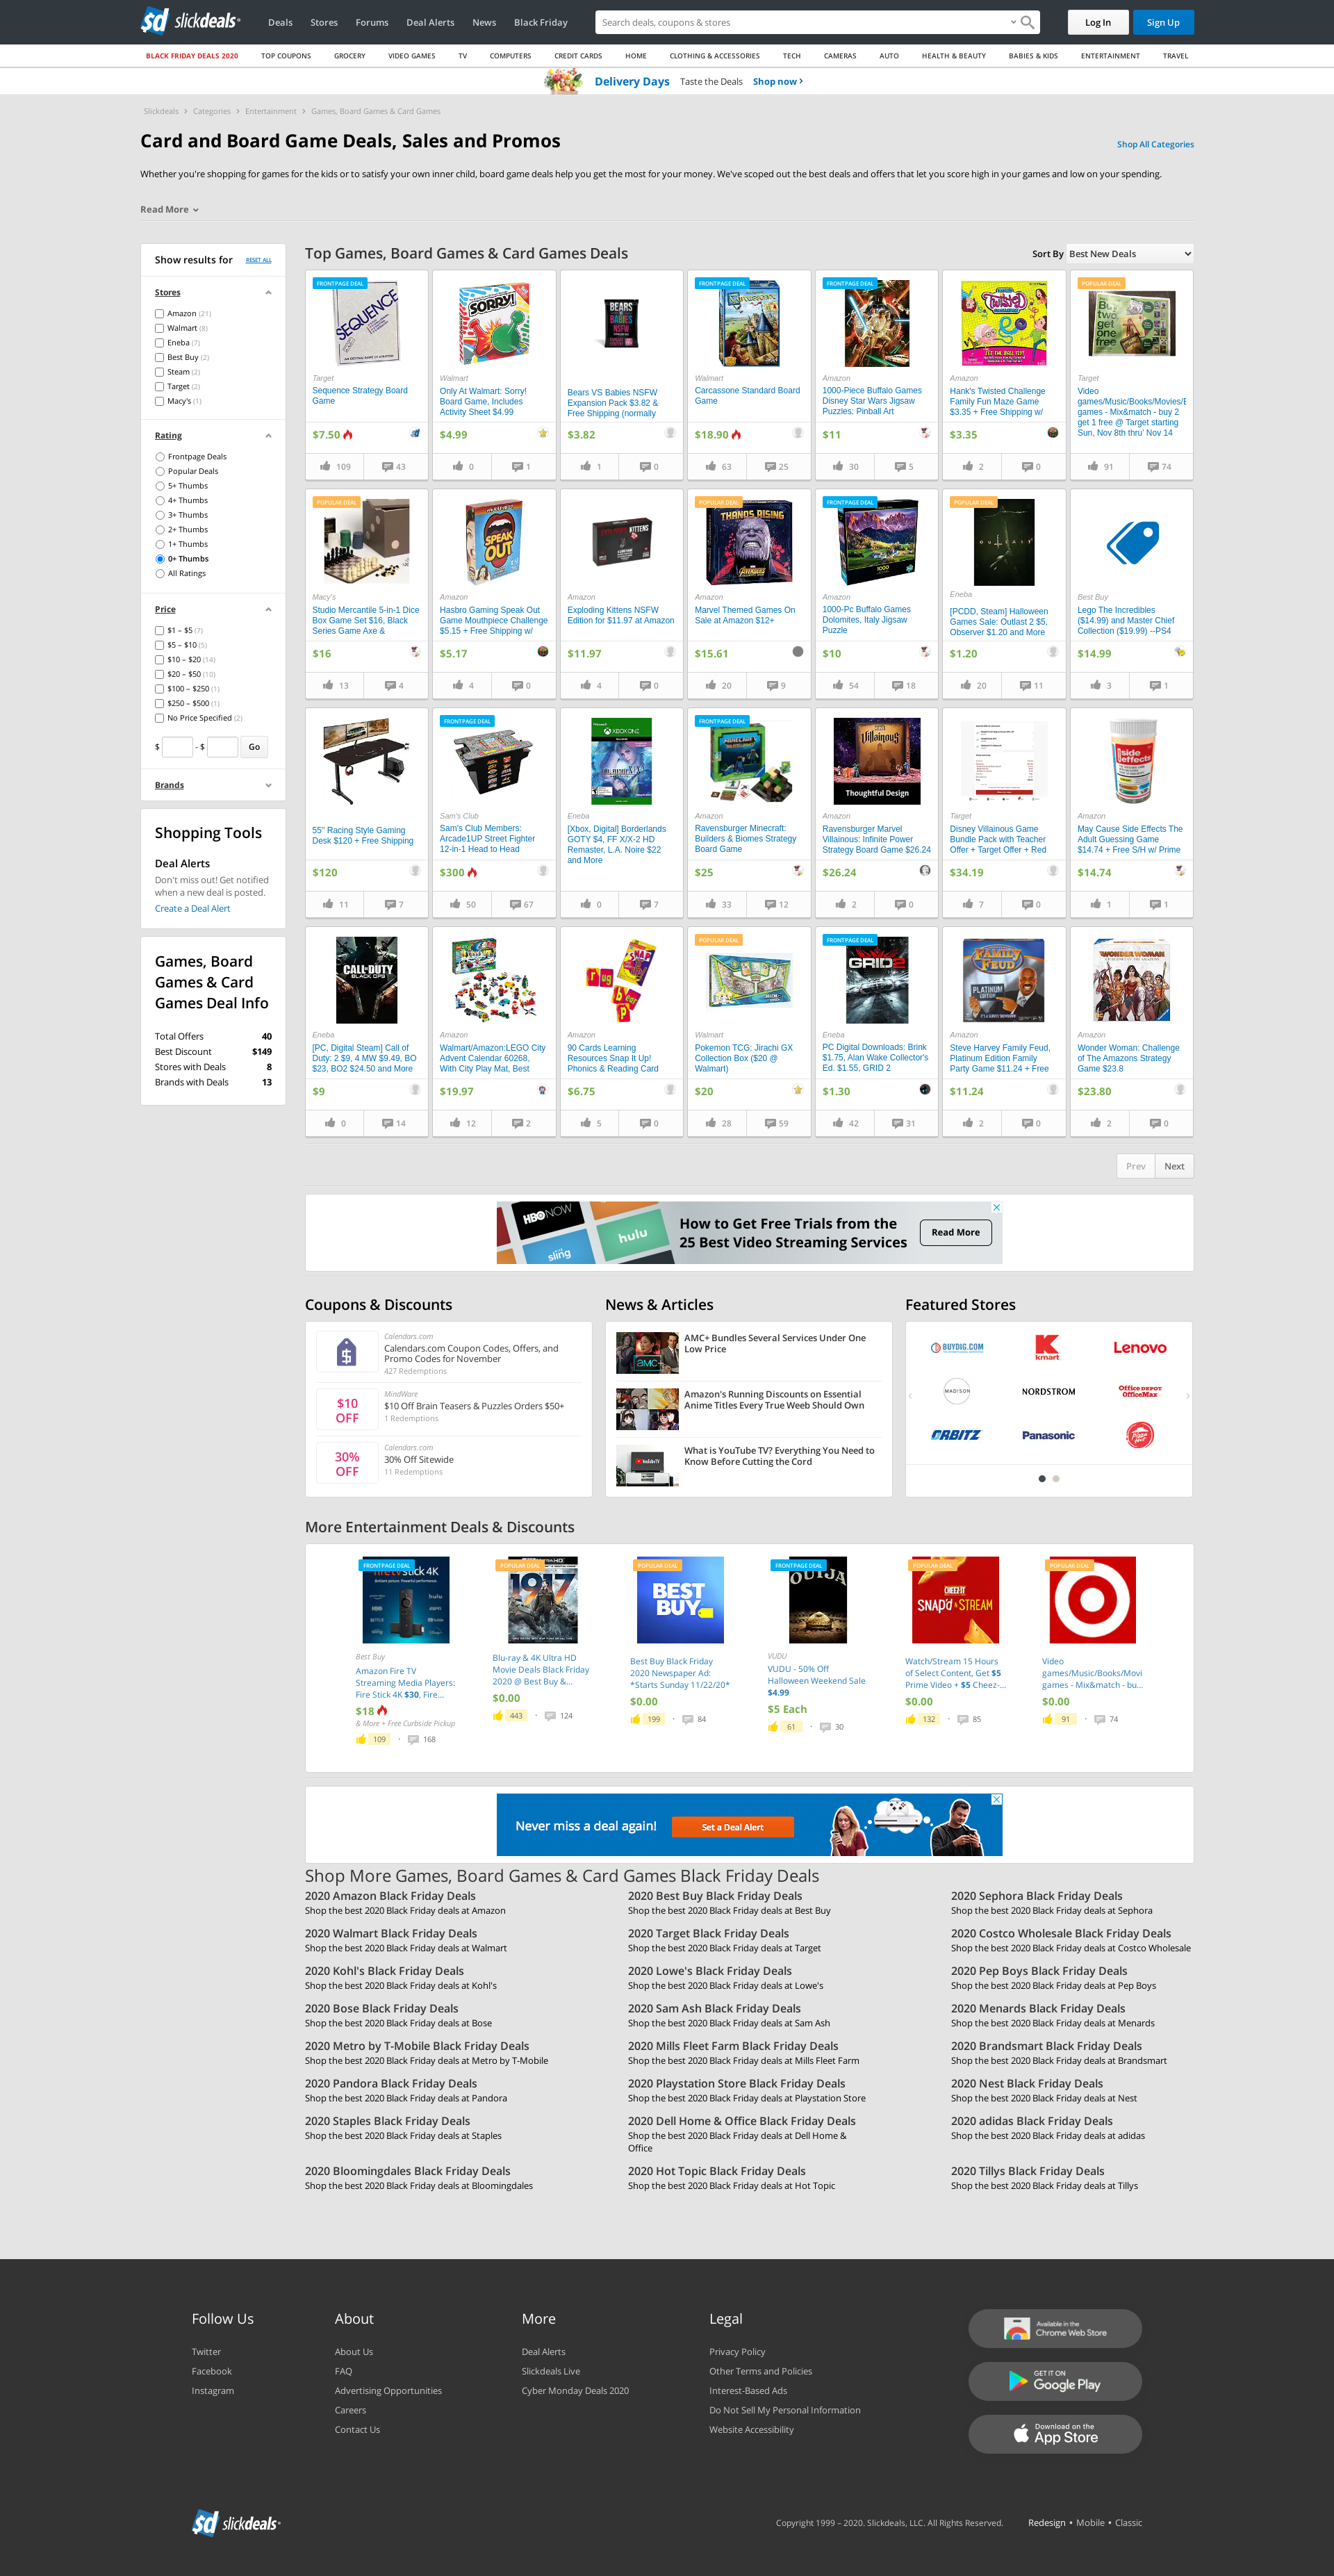 slickdeals
Deals Stores Forums Deal Alerts News Black Friday
Search deals, coupons & stores
Log In Sign Up
BLACK FRIDAY DEALS 2020 TOP COUPONS GROCERY VIDEO GAMES TV COMPUTERS CREDIT CARDS HOME CLOTHING & ACCESSORIES TECH CAMERAS AUTO HEALTH & BEAUTY BABIES & KIDS ENTERTAINMENT TRAVEL
Delivery Days Taste the Deals Shop now
Slickdeals Categories Entertainment Games, Board Games & Card Games
Card and Board Game Deals, Sales and Promos
Shop All Categories
Whether you're shopping for games for the kids or to satisfy your own inner child, board game deals help you get the most for your money. We've scoped out the best deals and offers that let you score high in your games and low on your spending.
Read More
Show results for RESET ALL
Stores
Amazon (21)
Walmart (8)
Eneba (7)
Best Buy (2)
Steam (2)
Target (2)
Macy's (1)
Rating
Frontpage Deals
Popular Deals
5+ Thumbs
4+ Thumbs
3+ Thumbs
2+ Thumbs
1+ Thumbs
0+ Thumbs
All Ratings
Price
$1 – $5 (7)
$5 – $10 (5)
$10 – $20 (14)
$20 – $50 (10)
$100 – $250 (1)
$250 – $500 (1)
No Price Specified (2)
$ - $ Go
Brands
Shopping Tools
Deal Alerts
Don't miss out! Get notified
when a new deal is posted.
Create a Deal Alert
Games, Board
Games & Card
Games Deal Info
Total Offers 40
Best Discount $149
Stores with Deals 8
Brands with Deals 13
Top Games, Board Games & Card Games Deals
Sort By Best New Deals
FRONTPAGE DEAL
SEQUENCE
Target
Sequence Strategy Board
Game
$7.50
109 43
SORRY!
Walmart
Only At Walmart: Sorry!
Board Game, Includes
Activity Sheet $4.99
$4.99
0 1
BEARS
BABIES
NSFW
Bears VS Babies NSFW
Expansion Pack $3.82 &
Free Shipping (normally
$3.82
1 0
FRONTPAGE DEAL
Walmart
Carcassone Standard Board
Game
$18.90
63 25
FRONTPAGE DEAL
Amazon
1000-Piece Buffalo Games
Disney Star Wars Jigsaw
Puzzles: Pinball Art
$11
30 5
Twisted
Amazon
Hank's Twisted Challenge
Family Fun Maze Game
$3.35 + Free Shipping w/
$3.35
2 0
POPULAR DEAL
Buy
two
get one
free
Target
Video
games/Music/Books/Movies/E
games - Mix&match - buy 2
get 1 free @ Target starting
Sun, Nov 8th thru' Nov 14
91 74
POPULAR DEAL
Macy's
Studio Mercantile 5-in-1 Dice
Box Game Set $16, Black
Series Game Axe &
$16
13 4
SPEAK
OUT
Amazon
Hasbro Gaming Speak Out
Game Mouthpiece Challenge
$5.15 + Free Shipping w/
$5.17
4 0
EXPLODING KITTENS
Amazon
Exploding Kittens NSFW
Edition for $11.97 at Amazon
$11.97
4 0
POPULAR DEAL
THANOS RISING
AVENGERS
Amazon
Marvel Themed Games On
Sale at Amazon $12+
$15.61
20 9
FRONTPAGE DEAL
1000
Amazon
1000-Pc Buffalo Games
Dolomites, Italy Jigsaw
Puzzle
$10
54 18
POPULAR DEAL
OUTLAST
Eneba
[PCDD, Steam] Halloween
Games Sale: Outlast 2 $5,
Observer $1.20 and More
$1.20
20 11
Best Buy
Lego The Incredibles
($14.99) and Master Chief
Collection ($19.99) --PS4
$14.99
3 1
55" Racing Style Gaming
Desk $120 + Free Shipping
$120
11 7
FRONTPAGE DEAL
Sam's Club
Sam's Club Members:
Arcade1UP Street Fighter
12-in-1 Head to Head
$300
50 67
XBOX ONE
Eneba
[Xbox, Digital] Borderlands
GOTY $4, FF X/X-2 HD
Remaster, L.A. Noire $22
and More
0 7
FRONTPAGE DEAL
MINECRAFT
Amazon
Ravensburger Minecraft:
Builders & Biomes Strategy
Board Game
$25
33 12
Villainous
Thoughtful Design
Amazon
Ravensburger Marvel
Villainous: Infinite Power
Strategy Board Game $26.24
$26.24
2 0
Target
Disney Villainous Game
Bundle Pack with Teacher
Offer + Target Offer + Red
$34.19
7 0
side
effects
Amazon
May Cause Side Effects The
Adult Guessing Game
$14.74 + Free S/H w/ Prime
$14.74
1 1
CALL OF DUTY
BLACK OPS
Eneba
[PC, Digital Steam] Call of
Duty: 2 $9, 4 MW $9.49, BO
$23, BO2 $24.50 and More
$9
0 14
Amazon
Walmart/Amazon:LEGO City
Advent Calendar 60268,
With City Play Mat, Best
$19.97
12 2
SNAP
Amazon
90 Cards Learning
Resources Snap It Up!
Phonics & Reading Card
$6.75
5 0
POPULAR DEAL
Walmart
Pokemon TCG: Jirachi GX
Collection Box ($20 @
Walmart)
$20
28 59
FRONTPAGE DEAL
GRID 2
Eneba
PC Digital Downloads: Brink
$1.75, Alan Wake Collector's
Ed. $1.55, GRID 2
$1.30
42 31
FAMILY
FEUD
PLATINUM
EDITION
Amazon
Steve Harvey Family Feud,
Platinum Edition Family
Party Game $11.24 + Free
$11.24
2 0
WONDER WOMAN
Amazon
Wonder Woman: Challenge
of The Amazons Strategy
Game $23.8
$23.80
2 0
Prev Next
HBO NOW
sling
hulu
How to Get Free Trials from the
25 Best Video Streaming Services
Read More
Coupons & Discounts
Calendars.com
Calendars.com Coupon Codes, Offers, and
Promo Codes for November
427 Redemptions
$10
OFF
MindWare
$10 Off Brain Teasers & Puzzles Orders $50+
1 Redemptions
30%
OFF
Calendars.com
30% Off Sitewide
11 Redemptions
News & Articles
amc
AMC+ Bundles Several Services Under One
Low Price
Amazon's Running Discounts on Essential
Anime Titles Every True Weeb Should Own
YouTubeTV
What is YouTube TV? Everything You Need to
Know Before Cutting the Cord
Featured Stores
BUYDIG.COM kmart Lenovo
MADISON NORDSTROM Office DEPOT OfficeMax
ORBITZ Panasonic Pizza Hut
More Entertainment Deals & Discounts
FRONTPAGE DEAL
firetvstick 4K
Best Buy
Amazon Fire TV
Streaming Media Players:
Fire Stick 4K $30, Fire...
$18
& More + Free Curbside Pickup
109 168
POPULAR DEAL
1917
Blu-ray & 4K Ultra HD
Movie Deals Black Friday
2020 @ Best Buy &...
$0.00
443 124
POPULAR DEAL
BEST
BUY
Best Buy Black Friday
2020 Newspaper Ad:
*Starts Sunday 11/22/20*
$0.00
199 84
FRONTPAGE DEAL
OUIJA
VUDU
VUDU - 50% Off
Halloween Weekend Sale
$4.99
$5 Each
61 30
POPULAR DEAL
CHEEZ-IT
SNAP'd & STREAM
Watch/Stream 15 Hours
of Select Content, Get $5
Prime Video + $5 Cheez-...
$0.00
132 85
POPULAR DEAL
Video
games/Music/Books/Movi
games - Mix&match - bu...
$0.00
91 74
Never miss a deal again! Set a Deal Alert
Shop More Games, Board Games & Card Games Black Friday Deals
2020 Amazon Black Friday Deals
Shop the best 2020 Black Friday deals at Amazon
2020 Best Buy Black Friday Deals
Shop the best 2020 Black Friday deals at Best Buy
2020 Sephora Black Friday Deals
Shop the best 2020 Black Friday deals at Sephora
2020 Walmart Black Friday Deals
Shop the best 2020 Black Friday deals at Walmart
2020 Target Black Friday Deals
Shop the best 2020 Black Friday deals at Target
2020 Costco Wholesale Black Friday Deals
Shop the best 2020 Black Friday deals at Costco Wholesale
2020 Kohl's Black Friday Deals
Shop the best 2020 Black Friday deals at Kohl's
2020 Lowe's Black Friday Deals
Shop the best 2020 Black Friday deals at Lowe's
2020 Pep Boys Black Friday Deals
Shop the best 2020 Black Friday deals at Pep Boys
2020 Bose Black Friday Deals
Shop the best 2020 Black Friday deals at Bose
2020 Sam Ash Black Friday Deals
Shop the best 2020 Black Friday deals at Sam Ash
2020 Menards Black Friday Deals
Shop the best 2020 Black Friday deals at Menards
2020 Metro by T-Mobile Black Friday Deals
Shop the best 2020 Black Friday deals at Metro by T-Mobile
2020 Mills Fleet Farm Black Friday Deals
Shop the best 2020 Black Friday deals at Mills Fleet Farm
2020 Brandsmart Black Friday Deals
Shop the best 2020 Black Friday deals at Brandsmart
2020 Pandora Black Friday Deals
Shop the best 2020 Black Friday deals at Pandora
2020 Playstation Store Black Friday Deals
Shop the best 2020 Black Friday deals at Playstation Store
2020 Nest Black Friday Deals
Shop the best 2020 Black Friday deals at Nest
2020 Staples Black Friday Deals
Shop the best 2020 Black Friday deals at Staples
2020 Dell Home & Office Black Friday Deals
Shop the best 2020 Black Friday deals at Dell Home &
Office
2020 adidas Black Friday Deals
Shop the best 2020 Black Friday deals at adidas
2020 Bloomingdales Black Friday Deals
Shop the best 2020 Black Friday deals at Bloomingdales
2020 Hot Topic Black Friday Deals
Shop the best 2020 Black Friday deals at Hot Topic
2020 Tillys Black Friday Deals
Shop the best 2020 Black Friday deals at Tillys
Follow Us
Twitter
Facebook
Instagram
About
About Us
FAQ
Advertising Opportunities
Careers
Contact Us
More
Deal Alerts
Slickdeals Live
Cyber Monday Deals 2020
Legal
Privacy Policy
Other Terms and Policies
Interest-Based Ads
Do Not Sell My Personal Information
Website Accessibility
Available in the
Chrome Web Store
GET IT ON
Google Play
Download on the
App Store
slickdeals
Copyright 1999 – 2020. Slickdeals, LLC. All Rights Reserved.
Redesign • Mobile • Classic